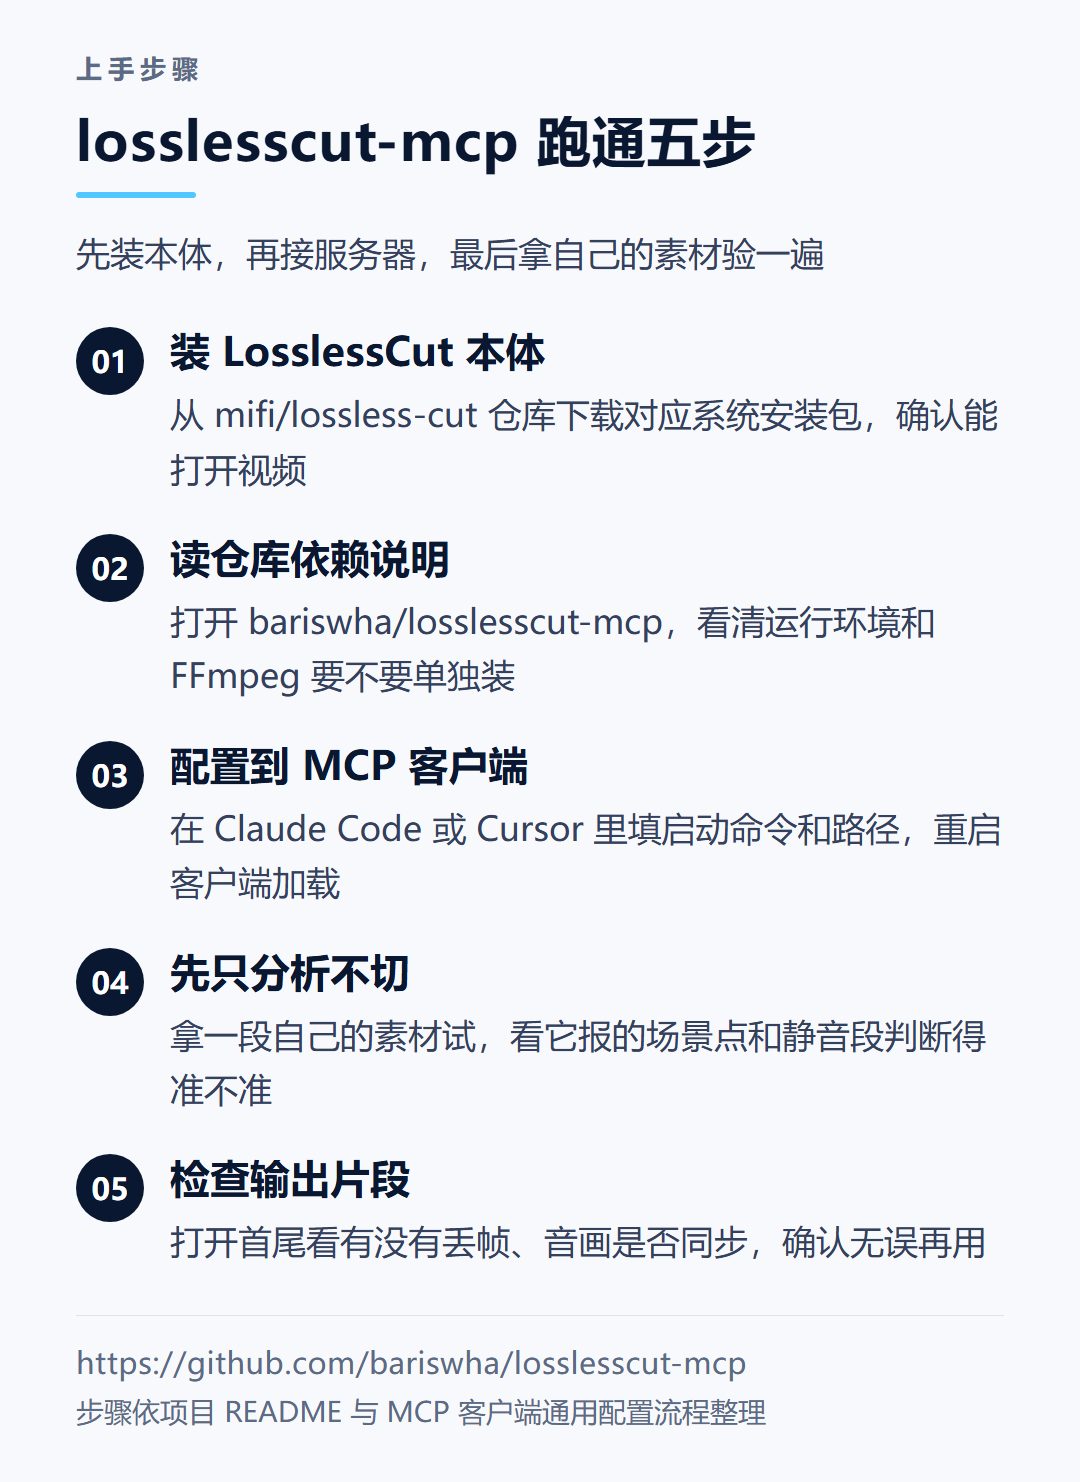 上手步骤
losslesscut-mcp 跑通五步
先装本体，再接服务器，最后拿自己的素材验一遍
01
装 LosslessCut 本体
从 mifi/lossless-cut 仓库下载对应系统安装包，确认能
打开视频
02
读仓库依赖说明
打开 bariswha/losslesscut-mcp，看清运行环境和
FFmpeg 要不要单独装
03
配置到 MCP 客户端
在 Claude Code 或 Cursor 里填启动命令和路径，重启
客户端加载
04
先只分析不切
拿一段自己的素材试，看它报的场景点和静音段判断得
准不准
05
检查输出片段
打开首尾看有没有丢帧、音画是否同步，确认无误再用
https://github.com/bariswha/losslesscut-mcp
步骤依项目 README 与 MCP 客户端通用配置流程整理